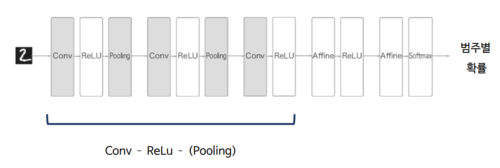 2 Conv ReLU Pooling Conv ReLU Pooling Conv ReLU Affine ReLU Affine Softmax 범주별
확률
Conv - ReLu - (Pooling)